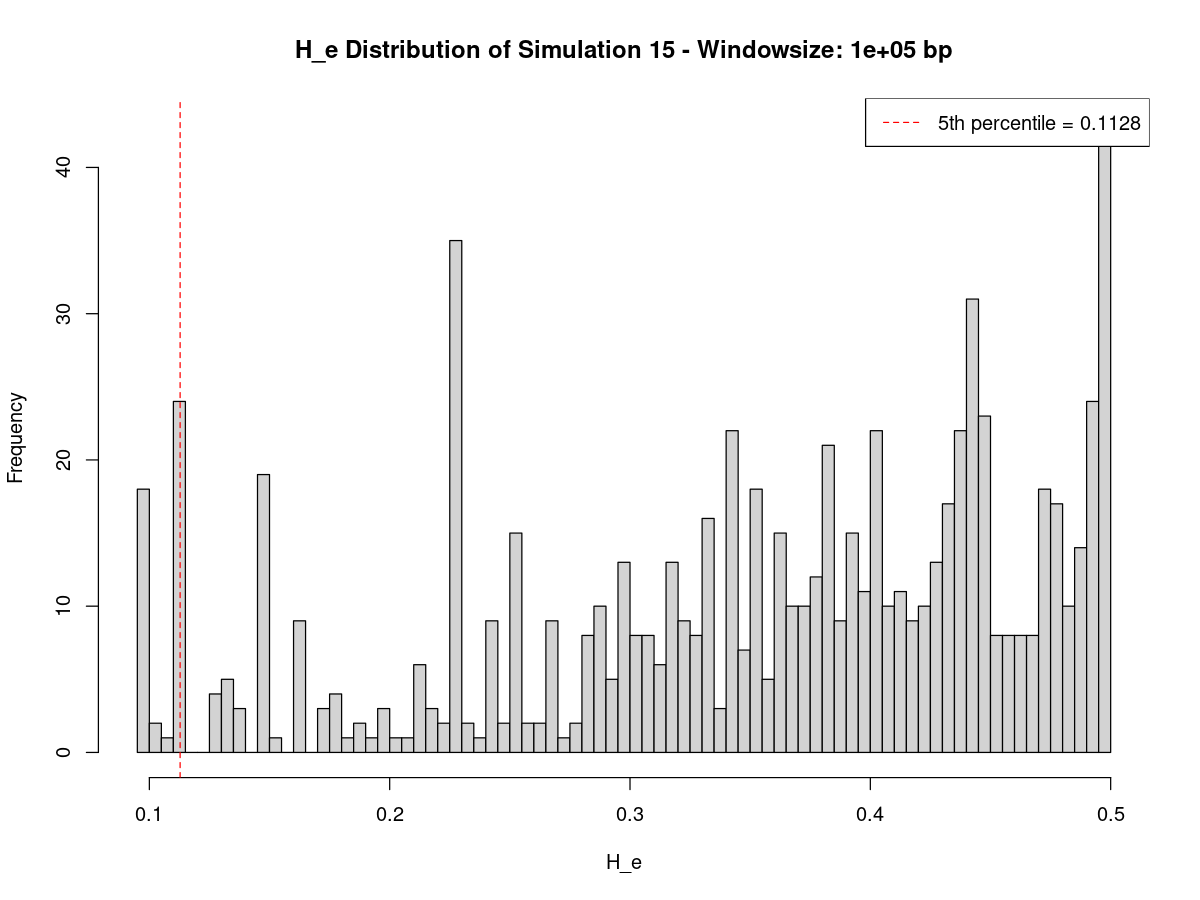 H_e Distribution of Simulation 15 - Windowsize: 1e+05 bp
5th percentile = 0.1128
40
30
20
10
0
Frequency
0.1 0.2 0.3 0.4 0.5
H_e